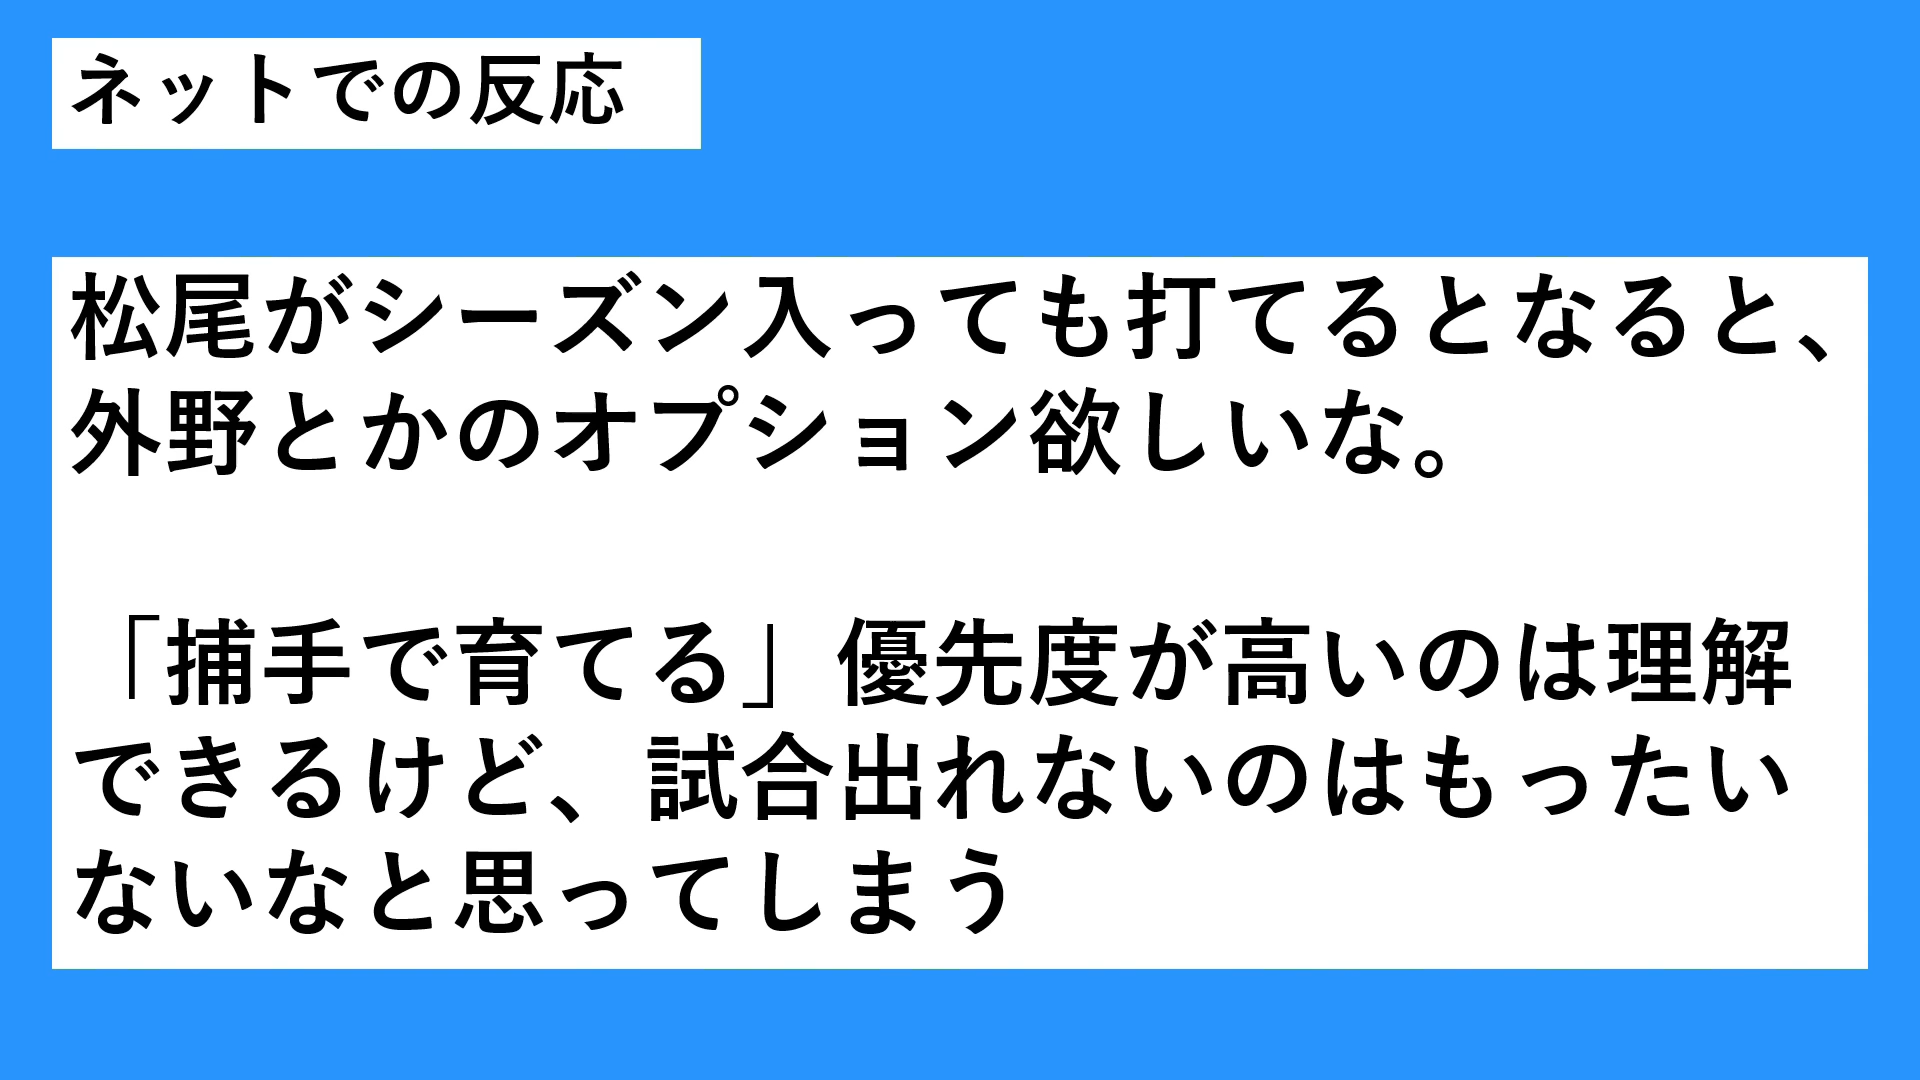 ネットでの反応
松尾がシーズン入っても打てるとなると、
外野とかのオプション欲しいな。
「捕手で育てる」優先度が高いのは理解
できるけど、試合出れないのはもったい
ないなと思ってしまう